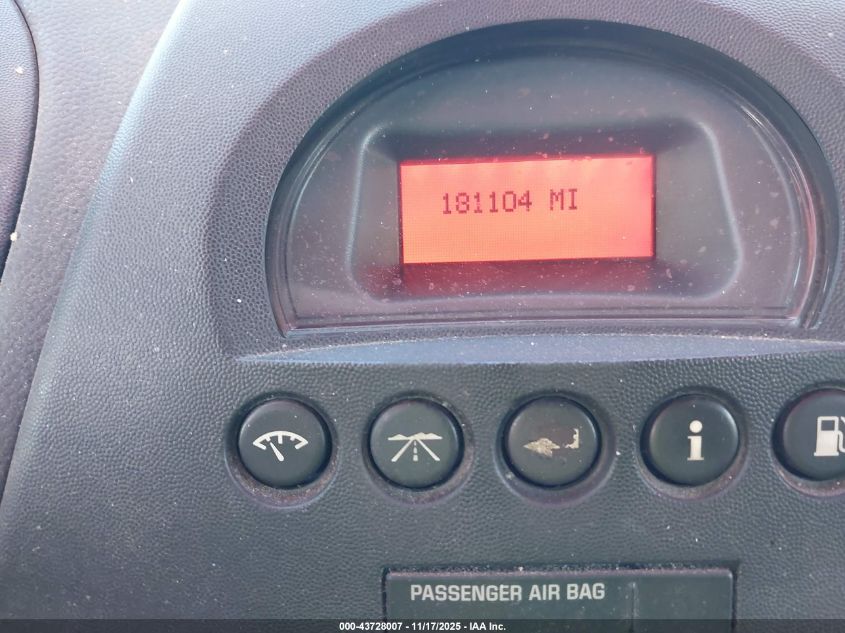 181104 MI
i
PASSENGER AIR BAG
000-43728007 - 11/17/2025 - IAA Inc.